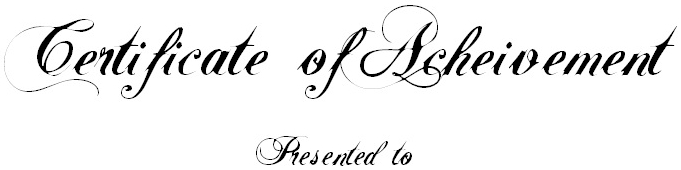 Certificate of Acheivement
Presented to